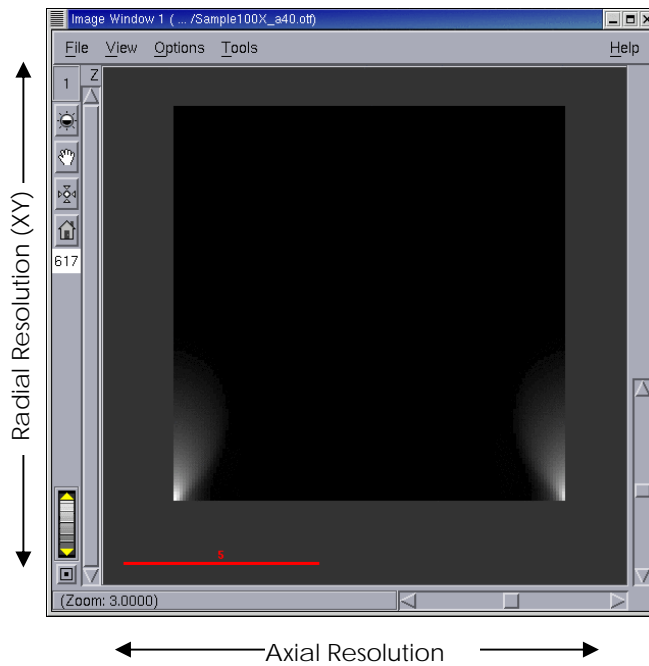 Image Window 1 ( ... /Sample100X_a40.otf)
File View Options Tools Help
1 Z
617
Radial Resolution (XY)
5
(Zoom: 3.0000)
Axial Resolution